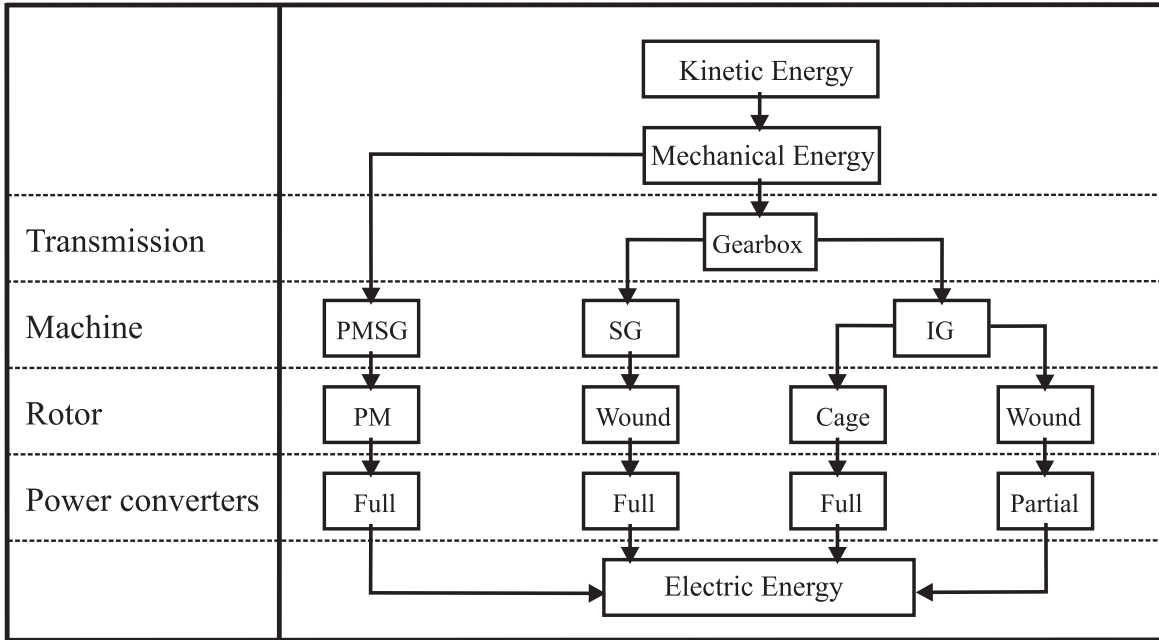 Kinetic Energy
Mechanical Energy
Transmission
Gearbox
Machine
PMSG
SG
IG
Rotor
PM
Wound
Cage
Wound
Power converters
Full
Full
Full
Partial
Electric Energy